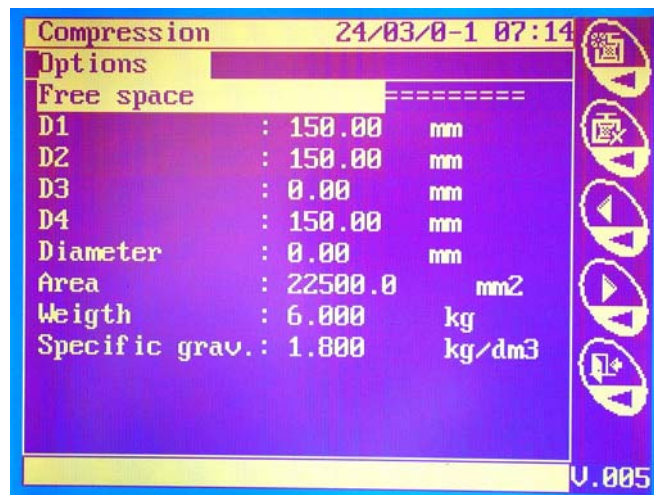 Compression 24/03/0-1 07:14
Options
Free space =========
D1 : 150.00 mm
D2 : 150.00 mm
D3 : 0.00 mm
D4 : 150.00 mm
Diameter : 0.00 mm
Area : 22500.0 mm2
Weigth : 6.000 kg
Specific grav.: 1.800 kg/dm3
V.005